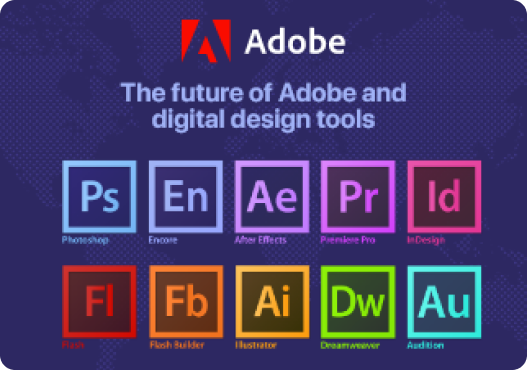 Adobe
The future of Adobe and
digital design tools
Ps En Ae Pr Id
Photoshop Encore After Effects Premiere Pro InDesign
Fl Fb Ai Dw Au
Flash Flash Builder Illustrator Dreamweaver Audition